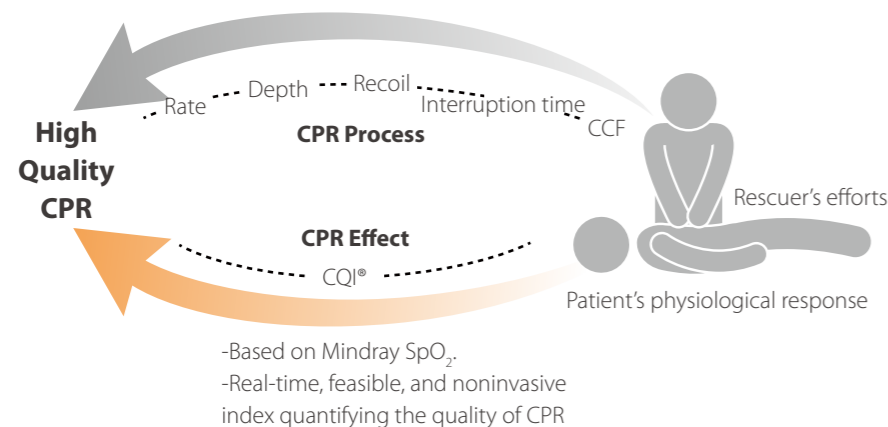 Rate
Depth
Recoil
Interruption time
CCF
CPR Process
High
Quality
CPR
Rescuer's efforts
CPR Effect
CQI®
Patient's physiological response
-Based on Mindray SpO₂.
-Real-time, feasible, and noninvasive
index quantifying the quality of CPR